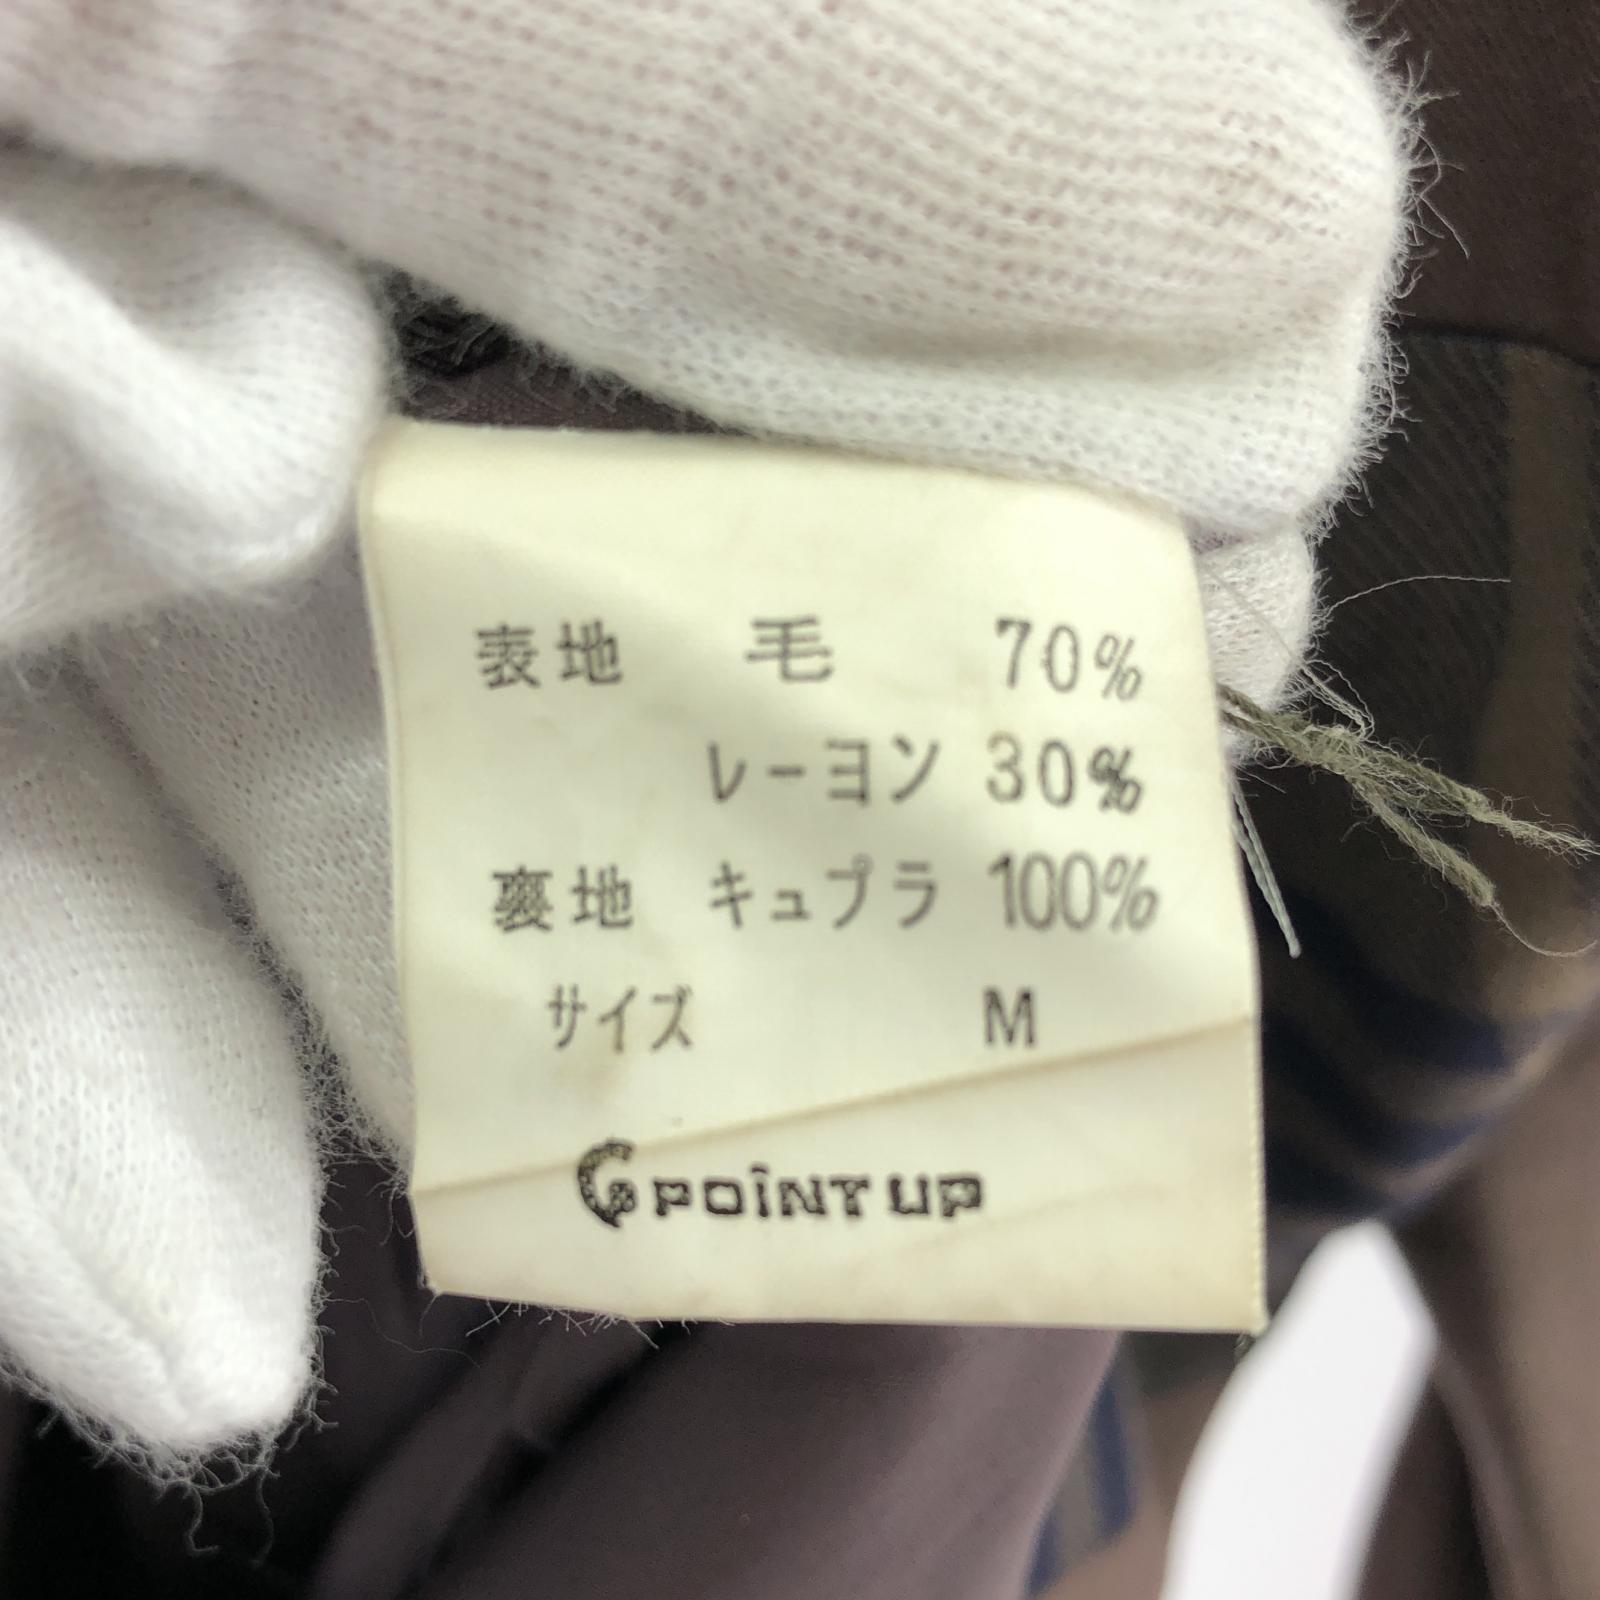 表地 毛 70%
レーヨン 30%
裏地 キュプラ 100%
サイズ M
POINT UP